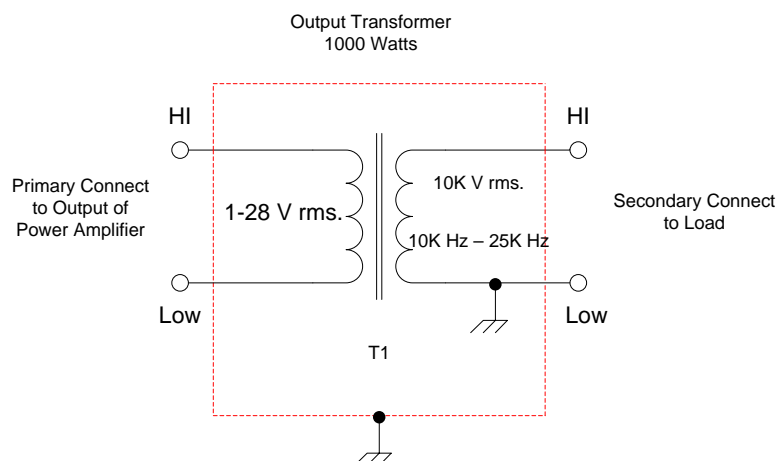 Output Transformer
1000 Watts
HI
HI
Primary Connect
to Output of
Power Amplifier
1-28 V rms.
10K V rms.
10K Hz – 25K Hz
Secondary Connect
to Load
Low
Low
T1